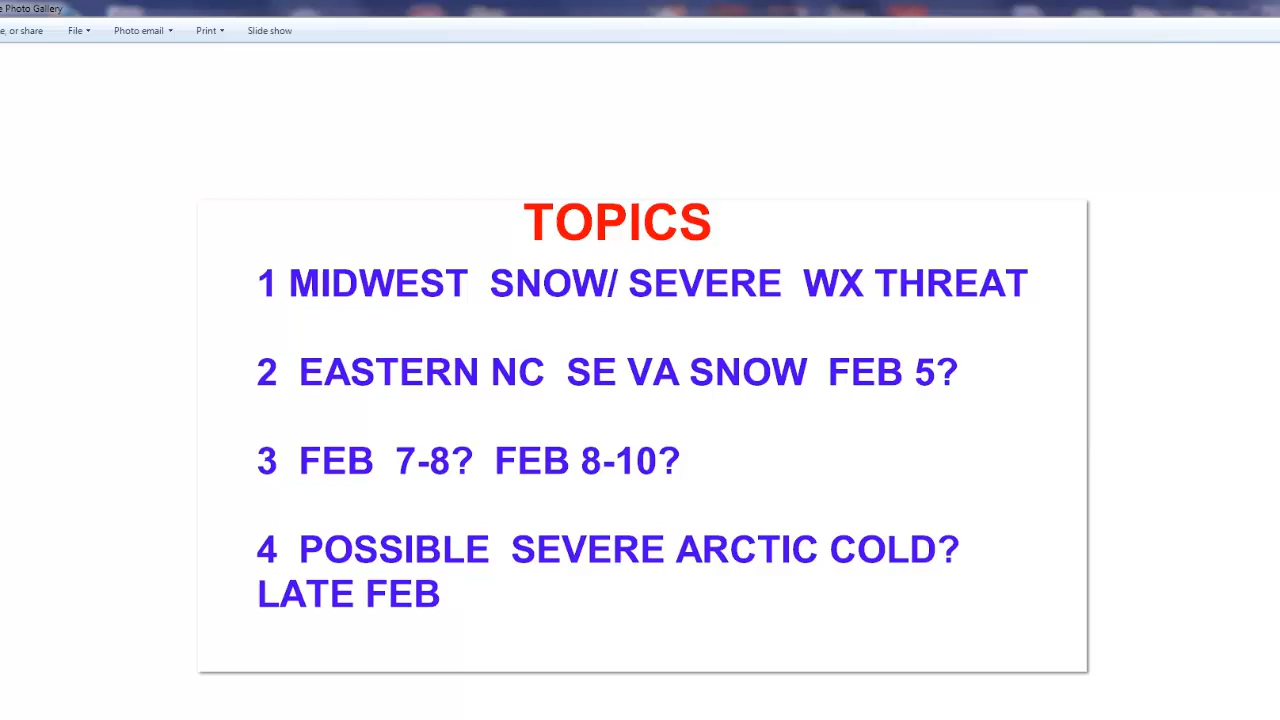 Photo Gallery
or share File Photo email Print Slide show
TOPICS
1 MIDWEST SNOW/ SEVERE WX THREAT
2 EASTERN NC SE VA SNOW FEB 5?
3 FEB 7-8? FEB 8-10?
4 POSSIBLE SEVERE ARCTIC COLD?
LATE FEB